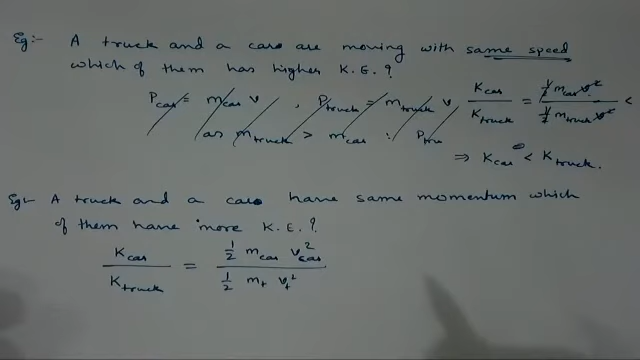 Eg:- A truck and a car are moving with same speed
which of them has higher K.E.?
P_car = m_car v , P_truck = m_truck v
K_car / K_truck = ½ m_car v² / ½ m_truck v² <
as m_truck > m_car ∴ P_tru
⇒ K_car < K_truck.
Eg:- A truck and a car have same momentum which
of them have more K.E.?
K_car / K_truck = ½ m_car v_car² / ½ m_t v_t²